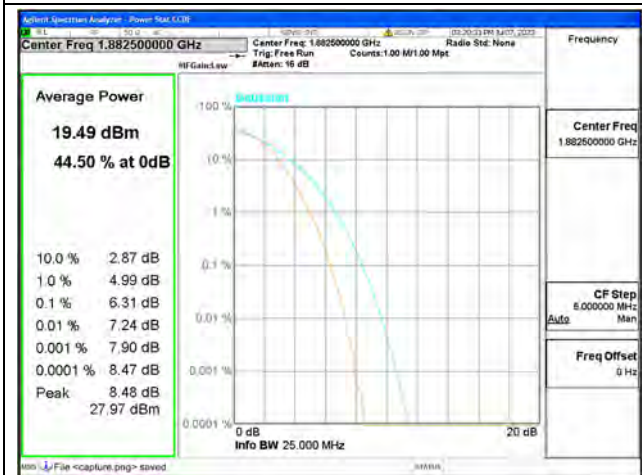 Agilent Spectrum Analyzer - Power Stat CCDF
Center Freq 1.882500000 GHz
Center Freq: 1.882500000 GHz
Radio Std: None
Trig: Free Run
Counts:1.00 M/1.00 Mpt
#Atten: 16 dB
Frequency
Average Power
19.49 dBm
44.50 % at 0dB
10.0 % 2.87 dB
1.0 % 4.99 dB
0.1 % 6.31 dB
0.01 % 7.24 dB
0.001 % 7.90 dB
0.0001 % 8.47 dB
Peak 8.48 dB
27.97 dBm
100 %
Gaussian
10 %
1 %
0.1 %
0.01 %
0.001 %
0.0001 %
0 dB
20 dB
Info BW 25.000 MHz
Center Freq
1.882500000 GHz
CF Step
Auto Man
Freq Offset
0 Hz
MSG
File <capture.png> saved
STATUS